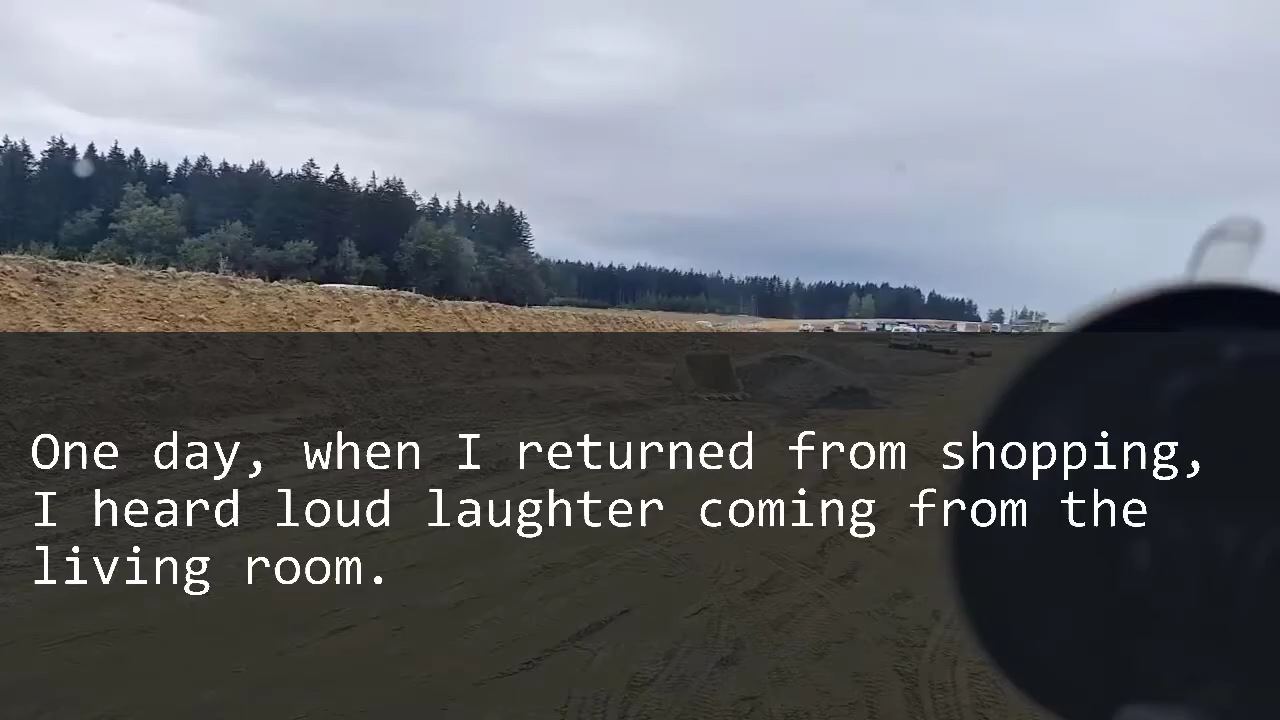 One day, when I returned from shopping,
I heard loud laughter coming from the
living room.